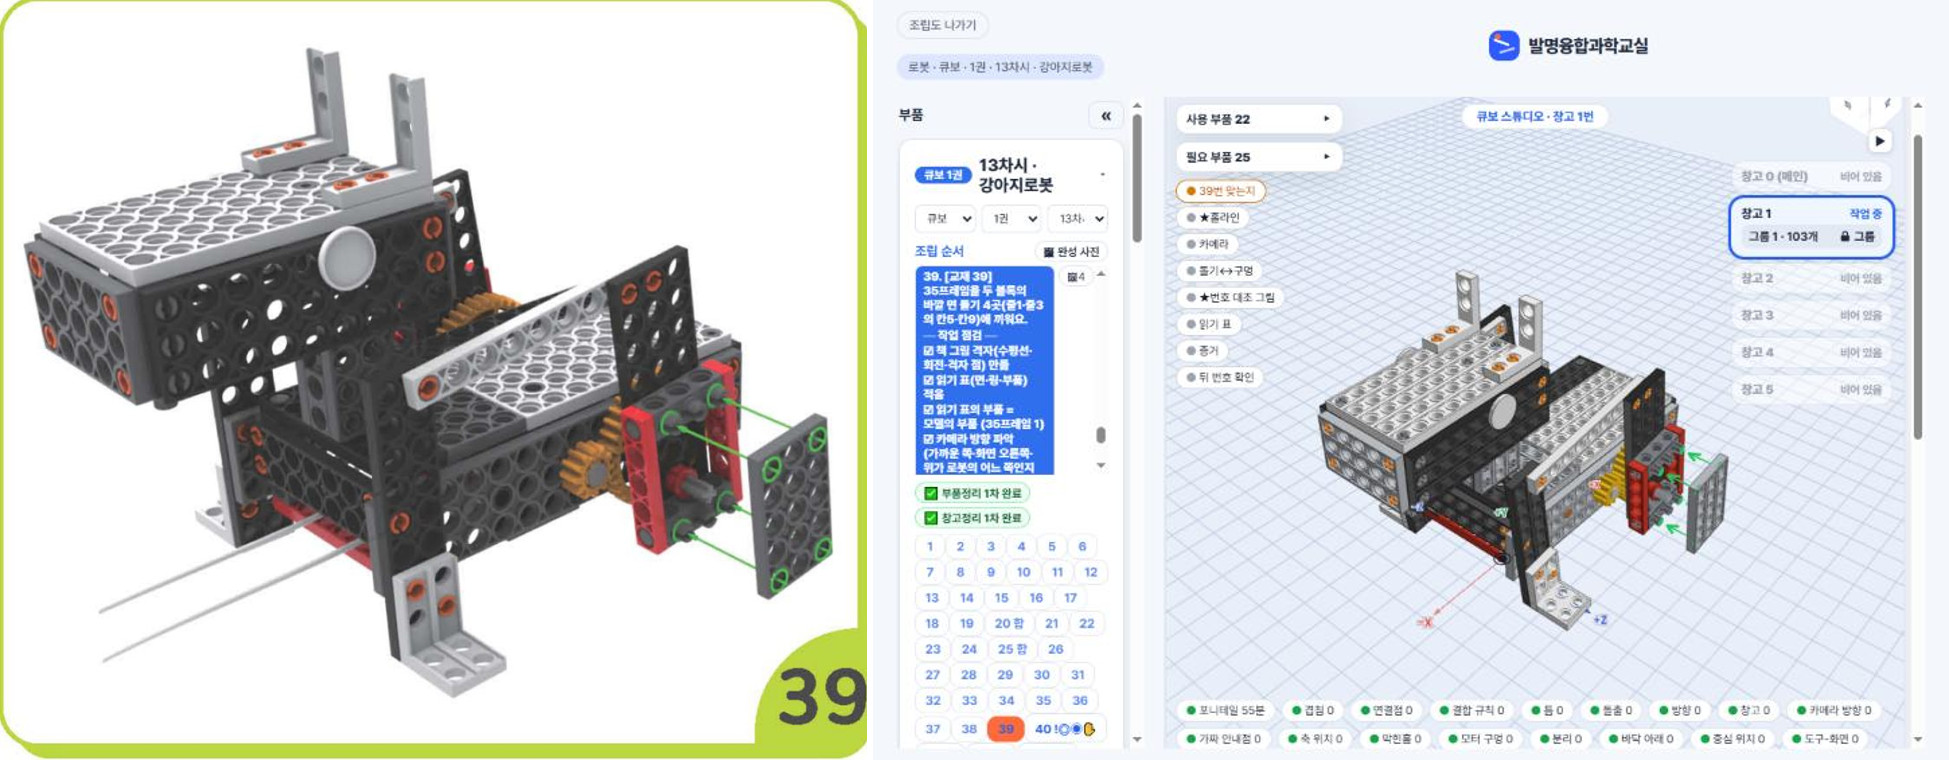 39
조립도 나가기
로봇 · 큐보 · 1권 · 13차시 · 강아지로봇
발명융합과학교실
부품
«
큐보 1권
13차시 ·
강아지로봇
큐보
1권
13차시
조립 순서
완성 사진
39. [교재 39]
35프레임을 두 블록의
바깥 면 돌기 4곳(줄1·줄3
의 칸5·칸9)에 끼워요.
— 작업 점검 —
☑ 책 그림 격자(수평선·
회전·격자 점) 만듦
☑ 읽기 표(면·핑·부품)
적음
☑ 읽기 표의 부품 =
모델의 부품 (35프레임 1)
☑ 카메라 방향 파악
(가까운 쪽·화면 오른쪽·
위가 로봇의 어느 쪽인지
4
부품정리 1차 완료
창고정리 1차 완료
1 2 3 4 5 6
7 8 9 10 11 12
13 14 15 16 17
18 19 20 합 21 22
23 24 25 합 26
27 28 29 30 31
32 33 34 35 36
37 38 39 40 !
사용 부품 22
필요 부품 25
39번 맞는지
★홀라인
카메라
돌기↔구멍
★번호 대조 그림
읽기 표
증거
뒤 번호 확인
큐보 스튜디오 · 창고 1번
창고 0 (메인) 비어 있음
창고 1 작업 중
그룹 1 · 103개 그룹
창고 2 비어 있음
창고 3 비어 있음
창고 4 비어 있음
창고 5 비어 있음
-X
+Z
포니테일 55분
겹침 0
연결점 0
결합 규칙 0
틈 0
돌출 0
방향 0
창고 0
카메라 방향 0
가짜 안내점 0
축 위치 0
막힌홀 0
모터 구멍 0
분리 0
바닥 아래 0
중심 위치 0
도구-화면 0